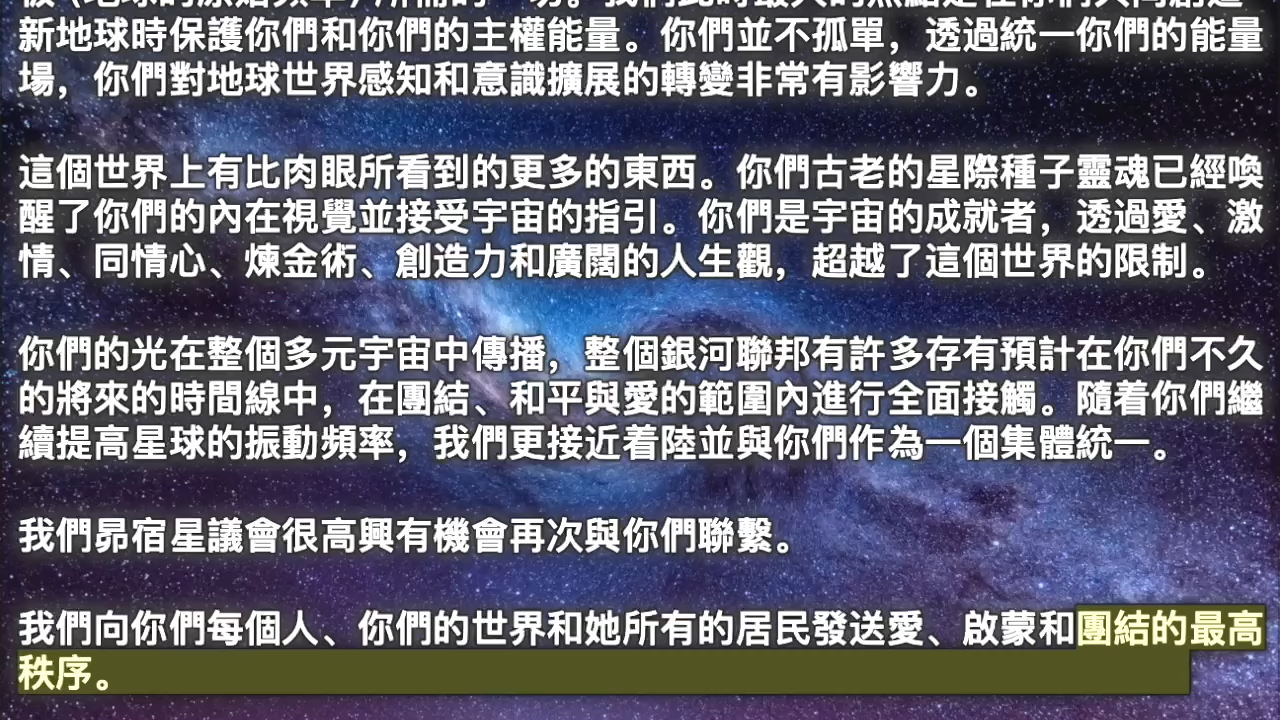 新地球時保護你們和你們的主權能量。你們並不孤單，透過統一你們的能量
場，你們對地球世界感知和意識擴展的轉變非常有影響力。
這個世界上有比肉眼所看到的更多的東西。你們古老的星際種子靈魂已經喚
醒了你們的內在視覺並接受宇宙的指引。你們是宇宙的成就者，透過愛、激
情、同情心、煉金術、創造力和廣闊的人生觀，超越了這個世界的限制。
你們的光在整個多元宇宙中傳播，整個銀河聯邦有許多存有預計在你們不久
的將來的時間線中，在團結、和平與愛的範圍內進行全面接觸。隨着你們繼
續提高星球的振動頻率，我們更接近着陸並與你們作為一個集體統一。
我們昴宿星議會很高興有機會再次與你們聯繫。
我們向你們每個人、你們的世界和她所有的居民發送愛、啟蒙和團結的最高
秩序。